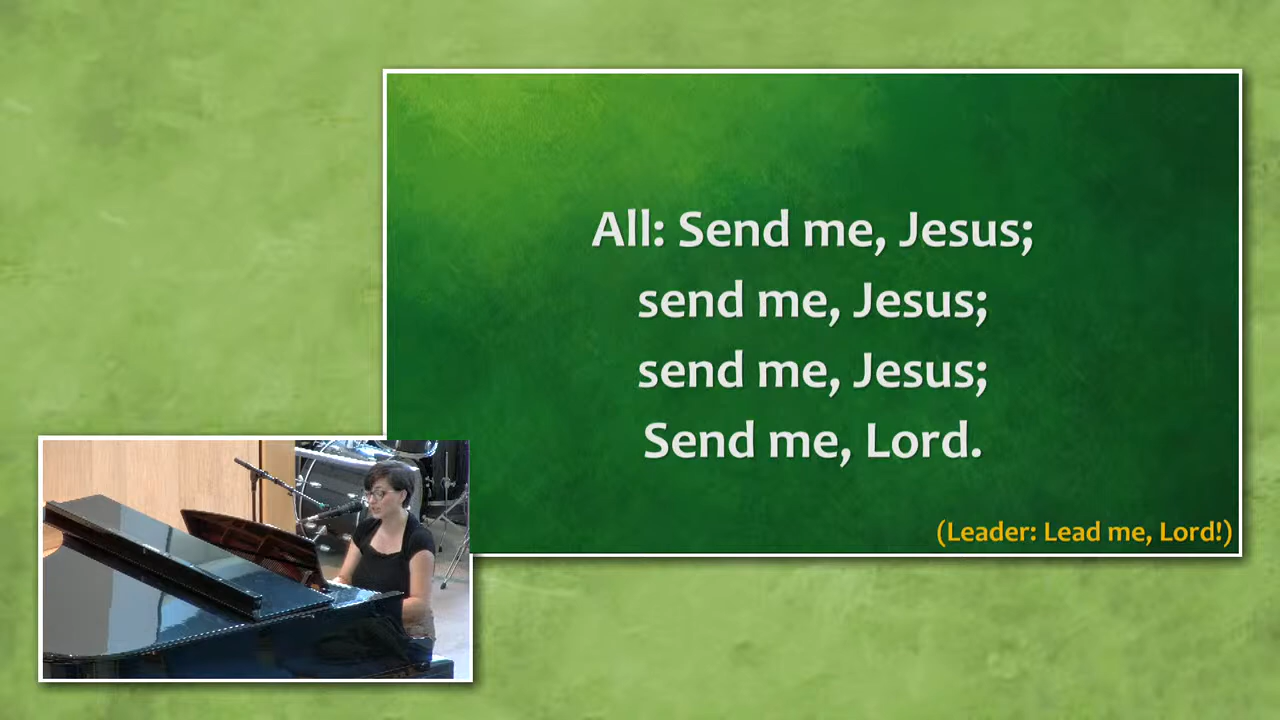 All: Send me, Jesus;
send me, Jesus;
send me, Jesus;
Send me, Lord.
(Leader: Lead me, Lord!)